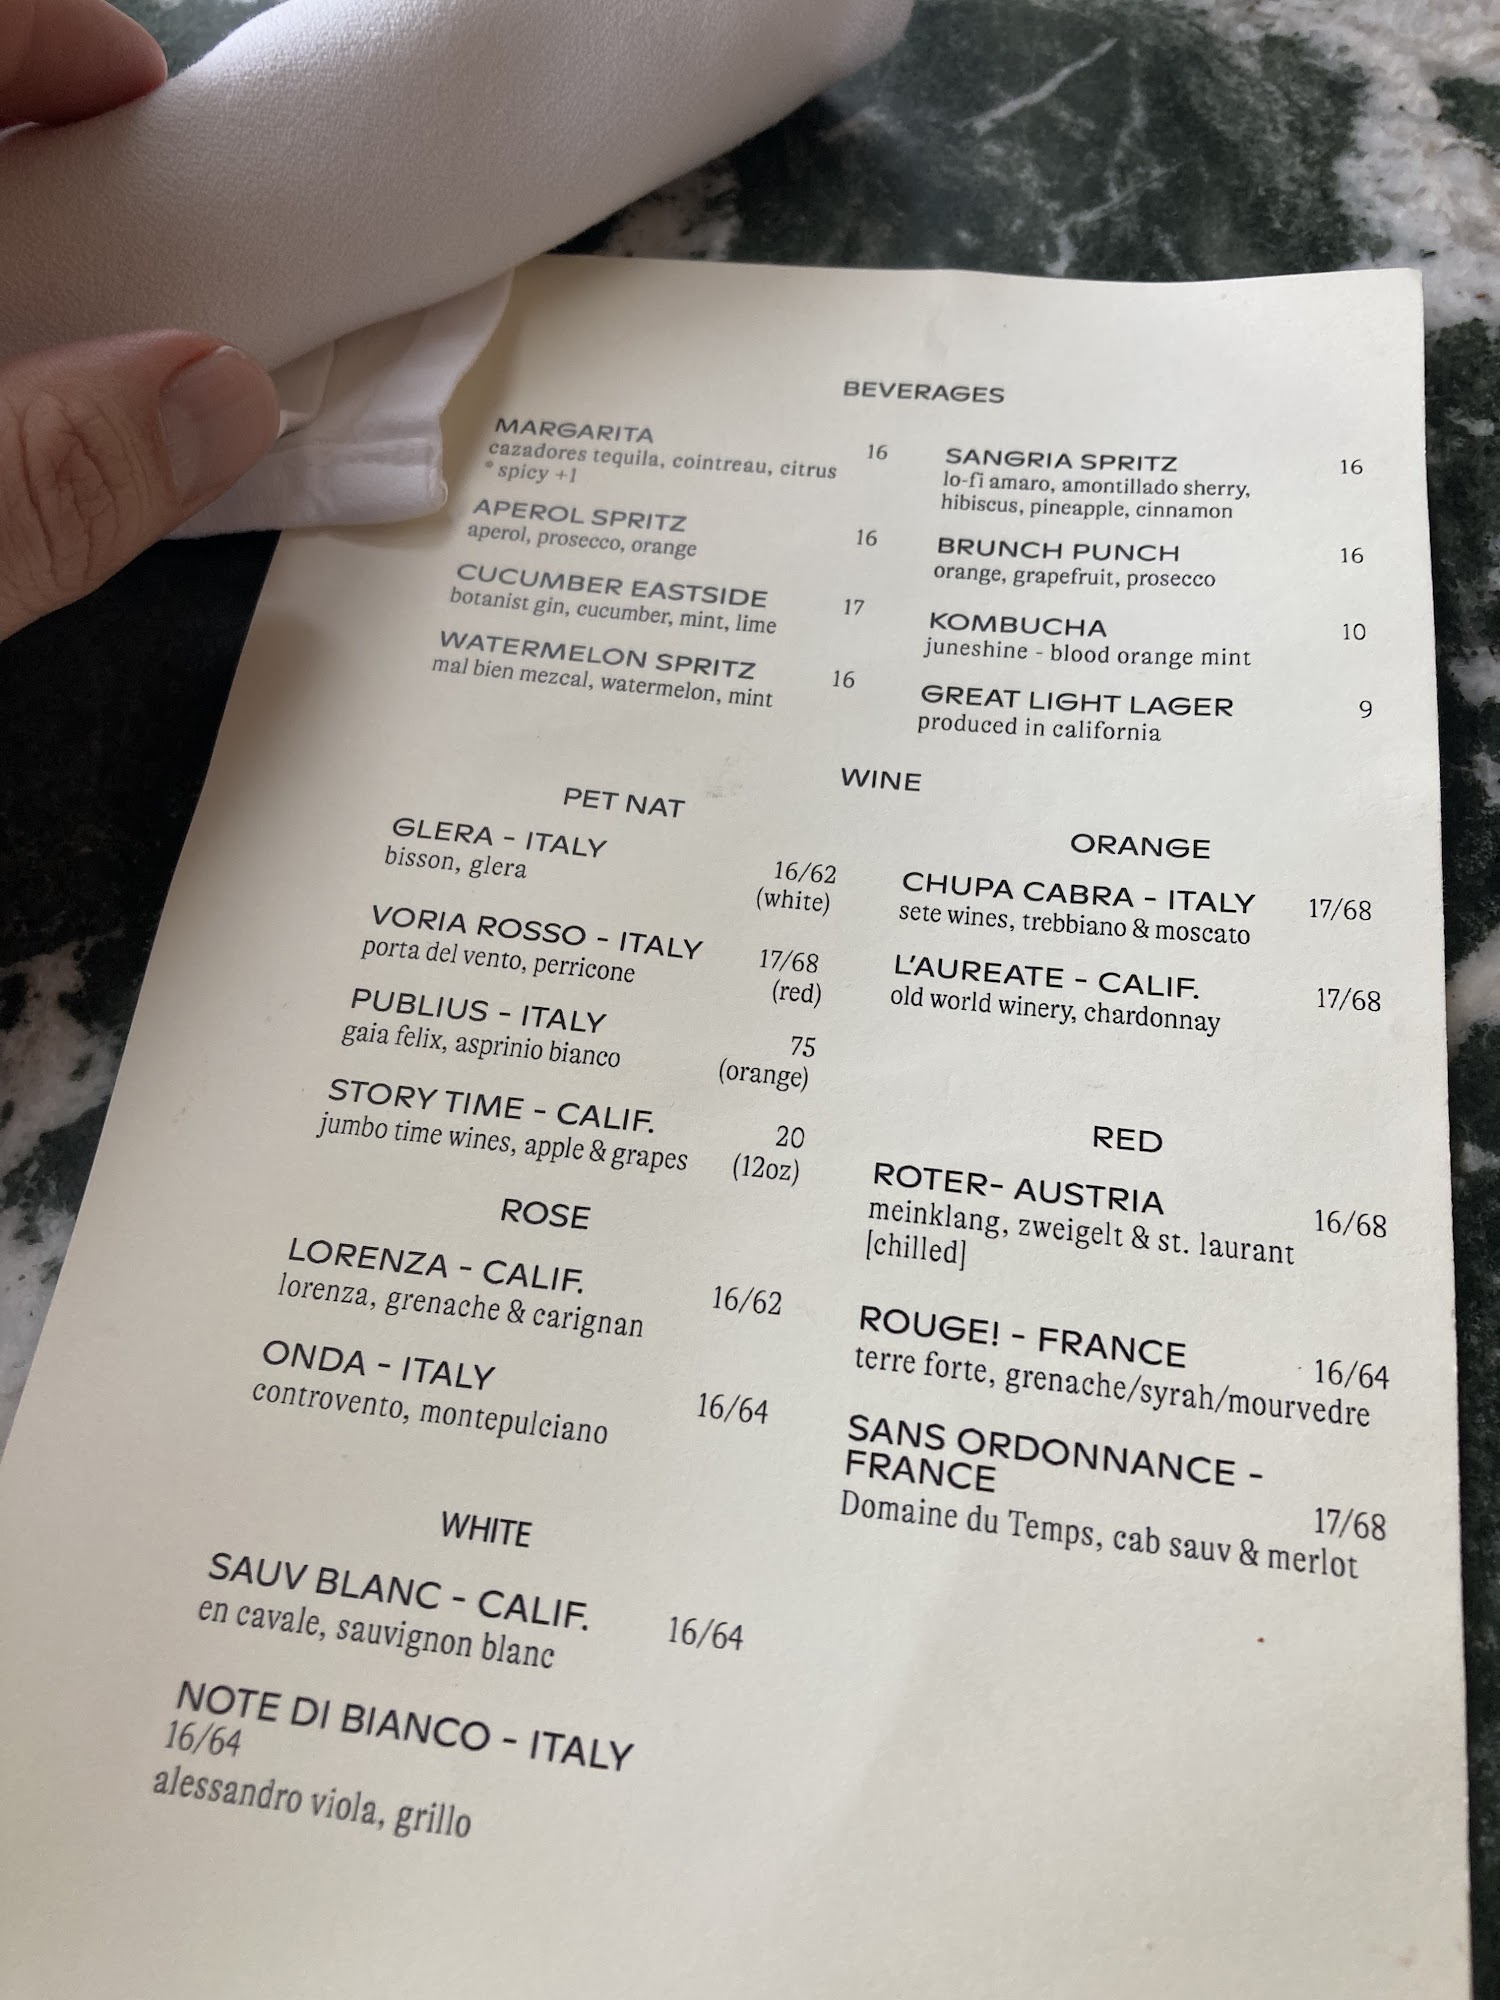 BEVERAGES
MARGARITA 16
cazadores tequila, cointreau, citrus
* spicy +1
APEROL SPRITZ 16
aperol, prosecco, orange
CUCUMBER EASTSIDE 17
botanist gin, cucumber, mint, lime
WATERMELON SPRITZ 16
mal bien mezcal, watermelon, mint
SANGRIA SPRITZ 16
lo-fi amaro, amontillado sherry,
hibiscus, pineapple, cinnamon
BRUNCH PUNCH 16
orange, grapefruit, prosecco
KOMBUCHA 10
juneshine - blood orange mint
GREAT LIGHT LAGER 9
produced in california
WINE
PET NAT
GLERA - ITALY 16/62
bisson, glera (white)
VORIA ROSSO - ITALY 17/68
porta del vento, perricone (red)
PUBLIUS - ITALY 75
gaia felix, asprinio bianco (orange)
STORY TIME - CALIF. 20
jumbo time wines, apple & grapes (12oz)
ROSE
LORENZA - CALIF. 16/62
lorenza, grenache & carignan
ONDA - ITALY 16/64
controvento, montepulciano
WHITE
SAUV BLANC - CALIF. 16/64
en cavale, sauvignon blanc
NOTE DI BIANCO - ITALY
16/64
alessandro viola, grillo
ORANGE
CHUPA CABRA - ITALY 17/68
sete wines, trebbiano & moscato
L'AUREATE - CALIF. 17/68
old world winery, chardonnay
RED
ROTER- AUSTRIA 16/68
meinklang, zweigelt & st. laurant
[chilled]
ROUGE! - FRANCE 16/64
terre forte, grenache/syrah/mourvedre
SANS ORDONNANCE -
FRANCE 17/68
Domaine du Temps, cab sauv & merlot